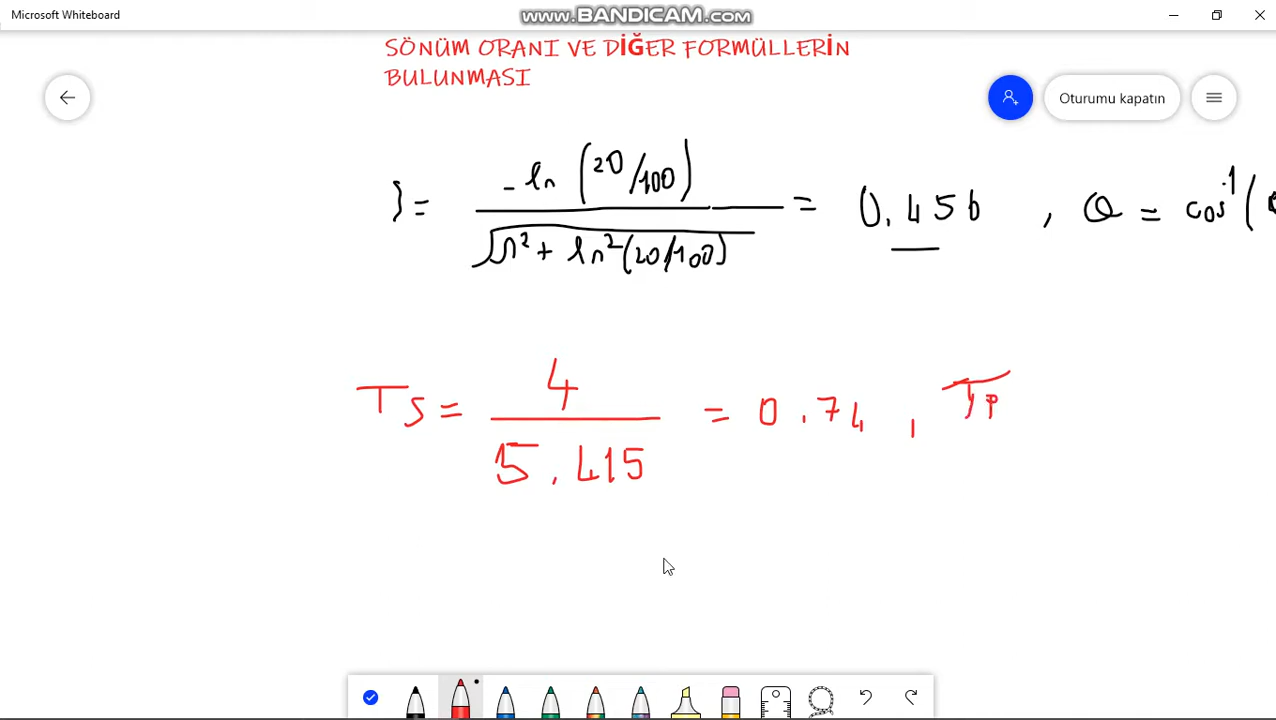 Microsoft Whiteboard
www.BANDICAM.com
SÖNÜM ORANI VE DİĞER FORMÜLLERİN
BULUNMASI
Oturumu kapatın
ζ = -ln (20/100) / √π² + ln²(20/100) = 0.456 , θ = cos⁻¹(
Ts = 4 / 5.415 = 0.74 , Tp